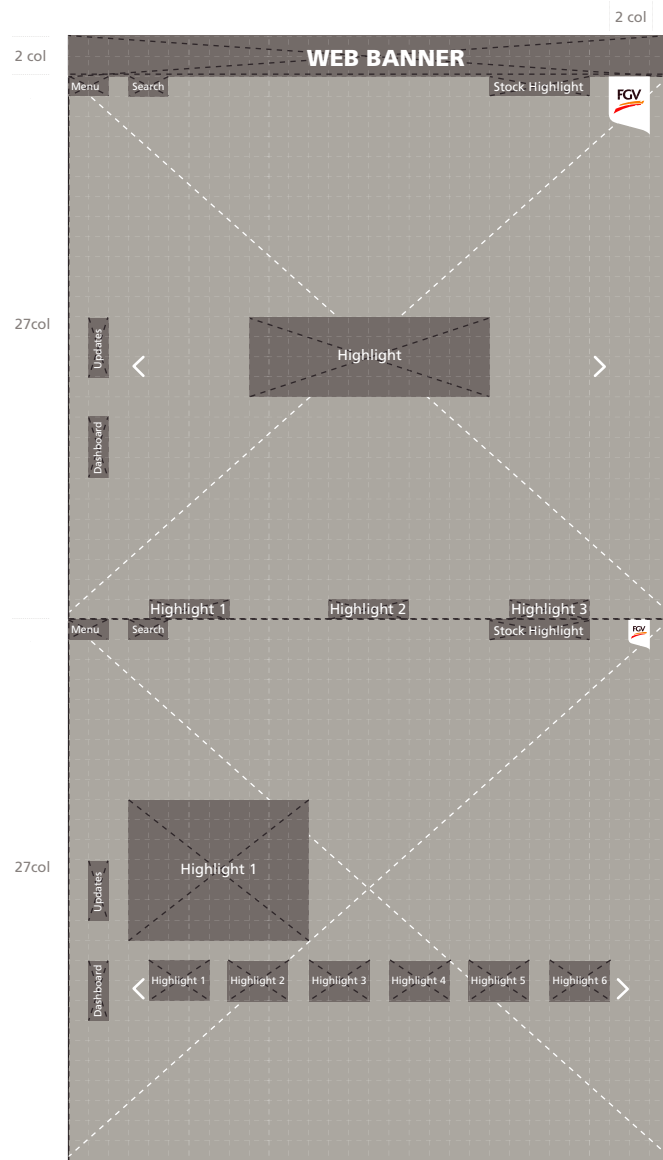 2 col
2 col
WEB BANNER
Menu
Search
Stock Highlight
FGV
27col
Updates
Highlight
Dashboard
Highlight 1
Highlight 2
Highlight 3
Menu
Search
Stock Highlight
FGV
27col
Updates
Highlight 1
Dashboard
Highlight 1
Highlight 2
Highlight 3
Highlight 4
Highlight 5
Highlight 6